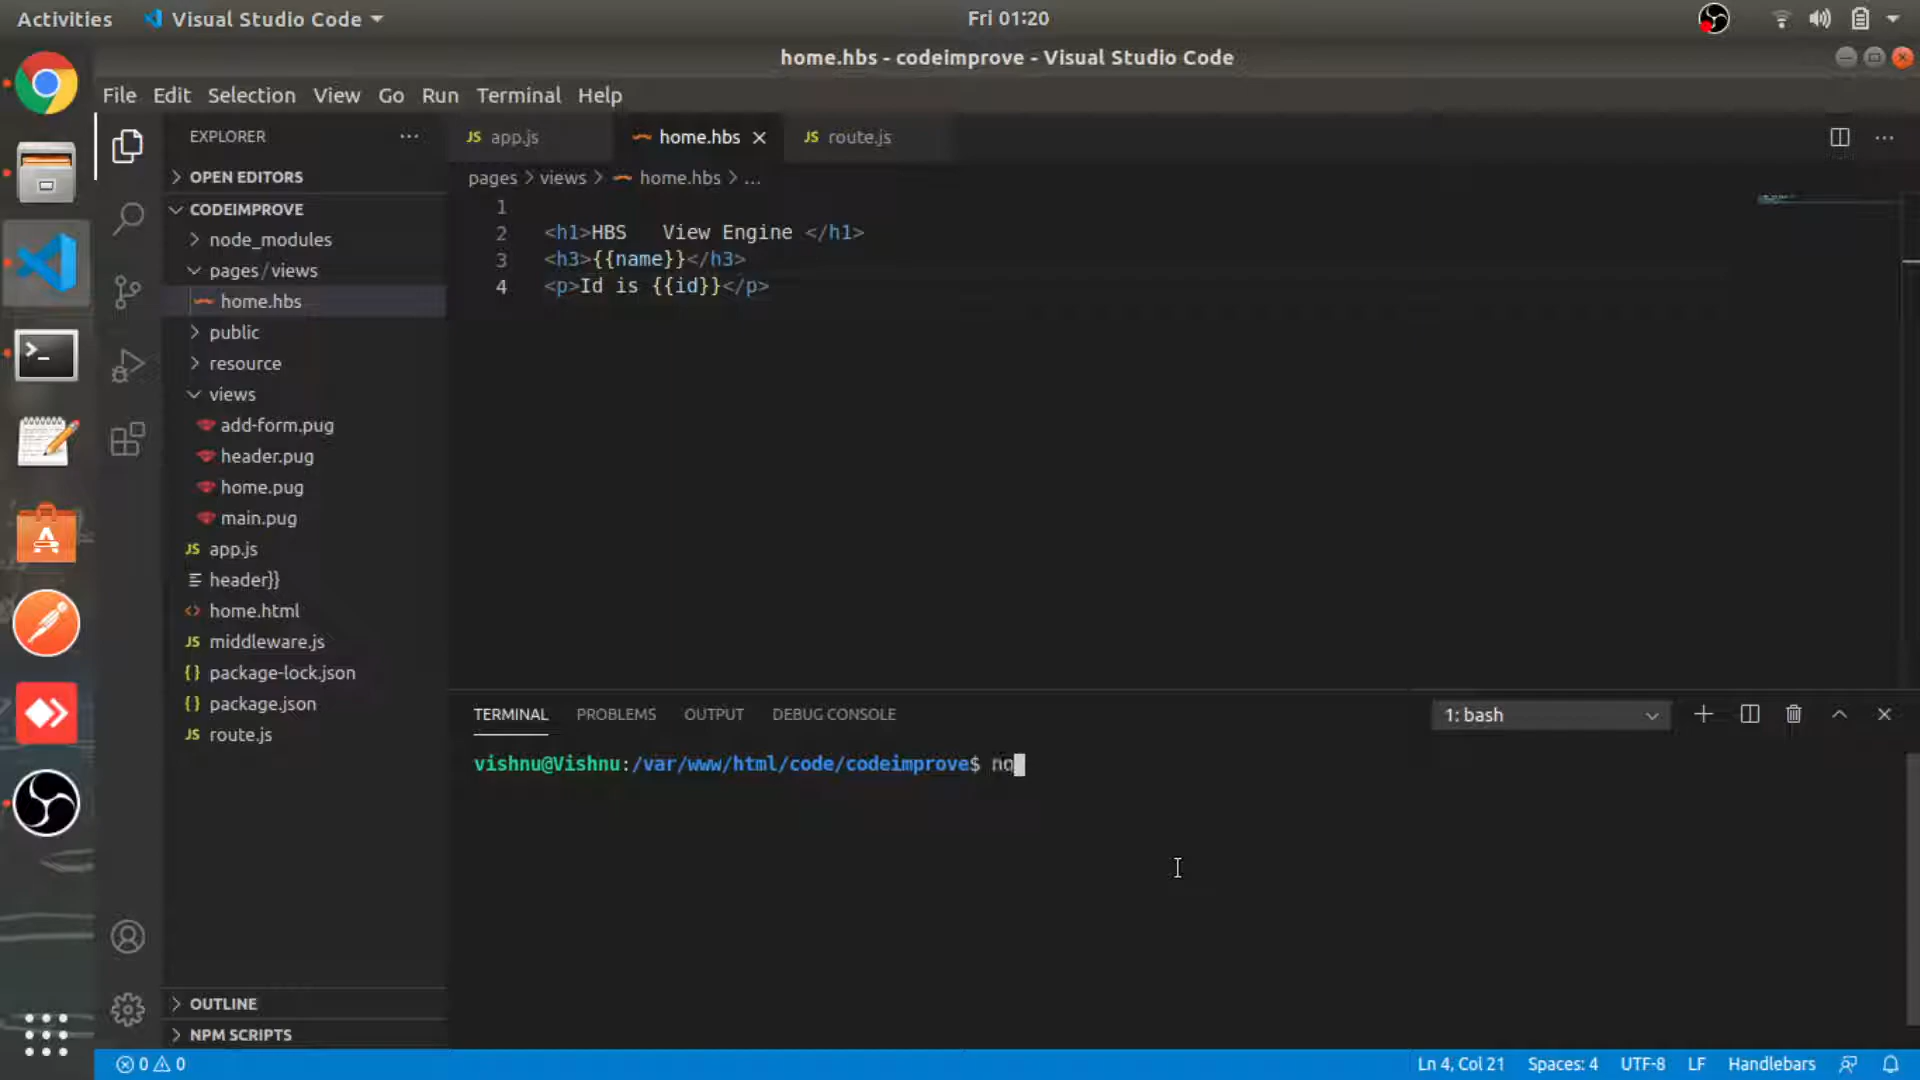 Activities Visual Studio Code Fri 01:20
home.hbs - codeimprove - Visual Studio Code
File Edit Selection View Go Run Terminal Help
EXPLORER
OPEN EDITORS
CODEIMPROVE
node_modules
pages/views
home.hbs
public
resource
views
add-form.pug
header.pug
home.pug
main.pug
JS app.js
header}}
<> home.html
JS middleware.js
{} package-lock.json
{} package.json
JS route.js
OUTLINE
NPM SCRIPTS
JS app.js home.hbs JS route.js
pages > views > home.hbs > ...
1
2 <h1>HBS   View Engine </h1>
3 <h3>{{name}}</h3>
4 <p>Id is {{id}}</p>
TERMINAL PROBLEMS OUTPUT DEBUG CONSOLE 1: bash
vishnu@Vishnu:/var/www/html/code/codeimprove$ no
0 0 Ln 4, Col 21 Spaces: 4 UTF-8 LF Handlebars